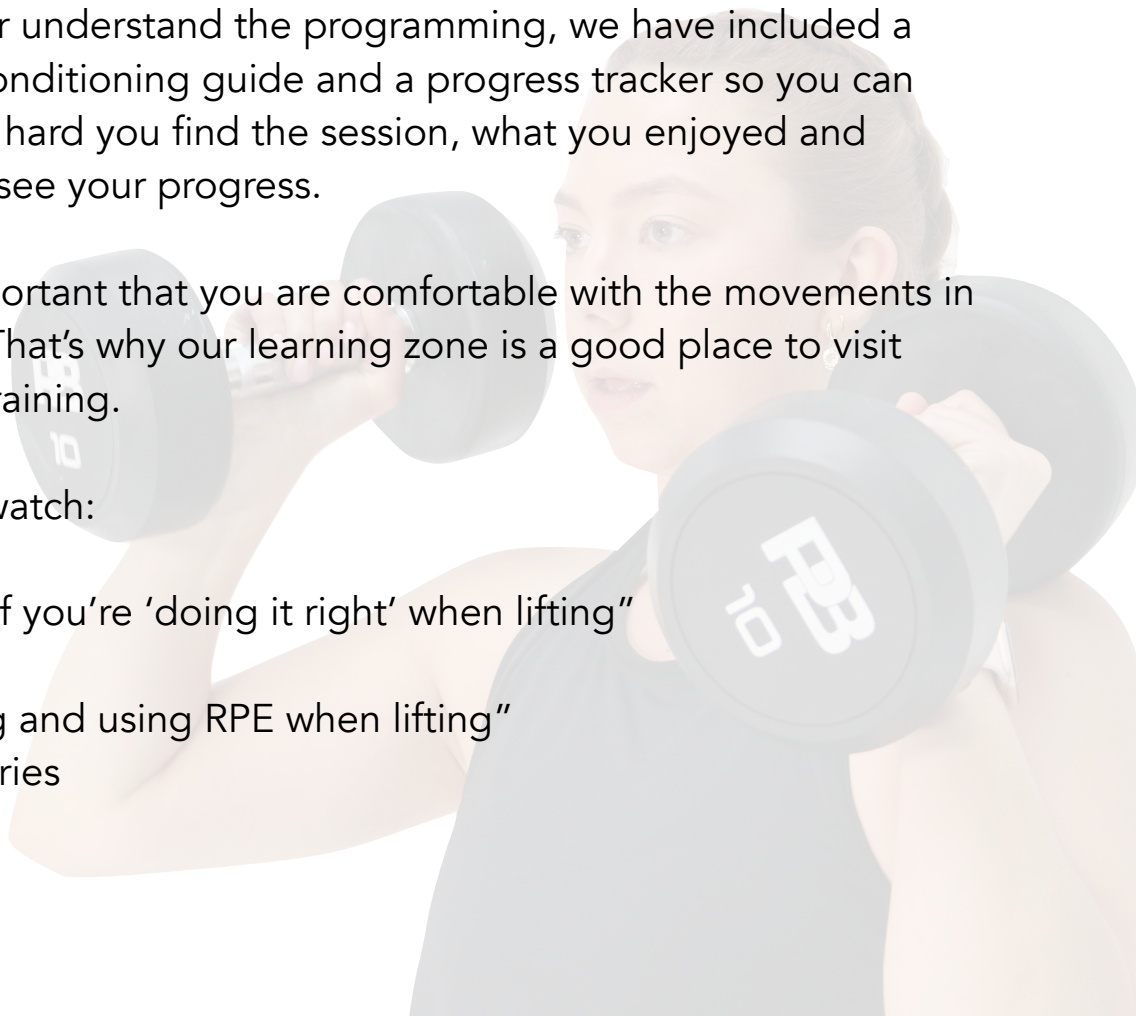 r understand the programming, we have included a
onditioning guide and a progress tracker so you can
hard you find the session, what you enjoyed and
see your progress.
ortant that you are comfortable with the movements in
That’s why our learning zone is a good place to visit
raining.
10
watch:
PB
10
f you’re ‘doing it right’ when lifting”
g and using RPE when lifting”
ries